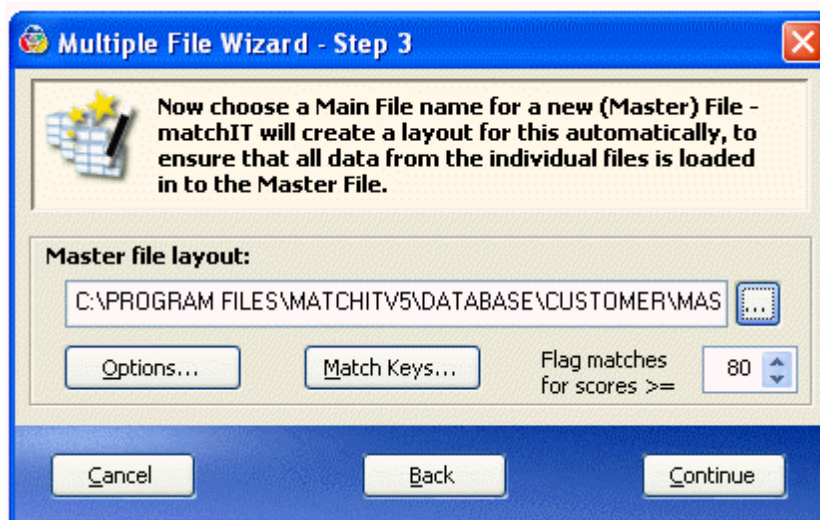 Multiple File Wizard - Step 3
Now choose a Main File name for a new (Master) File -
matchIT will create a layout for this automatically, to
ensure that all data from the individual files is loaded
in to the Master File.
Master file layout:
C:\PROGRAM FILES\MATCHITV5\DATABASE\CUSTOMER\MAS
...
Options...
Match Keys...
Flag matches
for scores >=
80
Cancel
Back
Continue